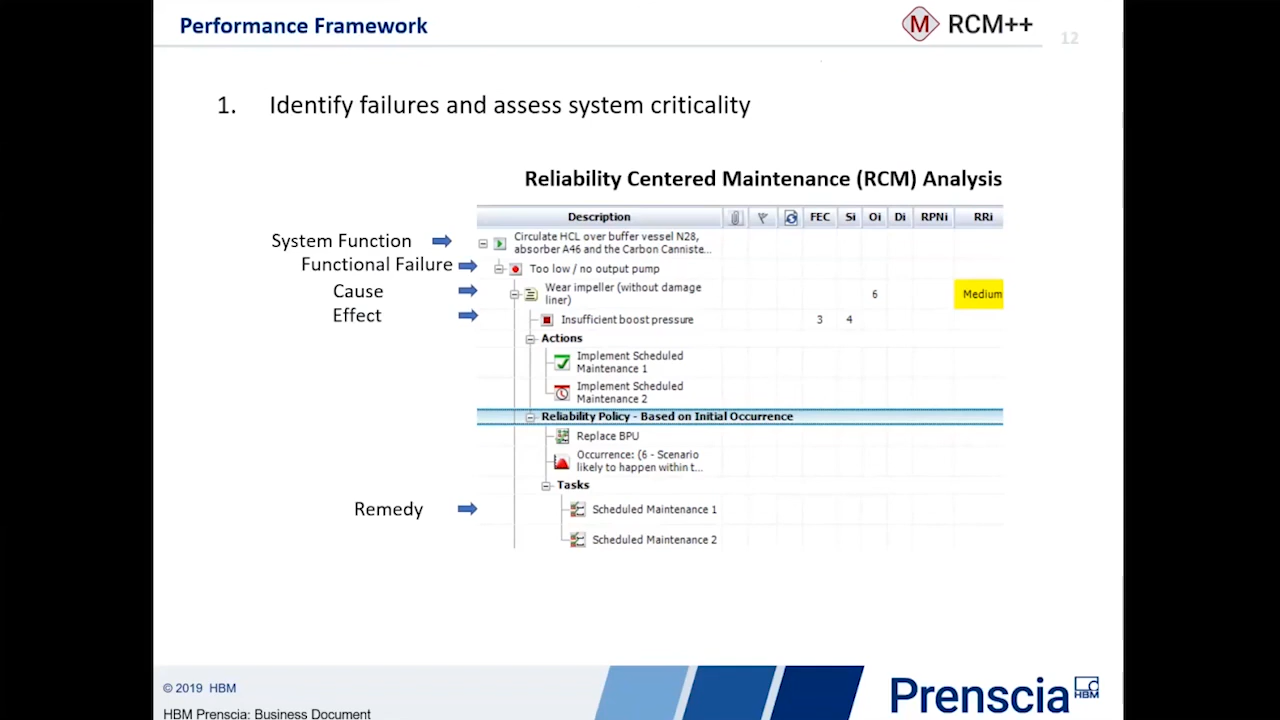 Performance Framework
M RCM++
12
1. Identify failures and assess system criticality
Reliability Centered Maintenance (RCM) Analysis
Description FEC Si Oi Di RPNi RRi
System Function
Circulate HCL over buffer vessel N28,
absorber A46 and the Carbon Canniste...
Functional Failure
Too low / no output pump
Cause
Wear impeller (without damage
liner)
6
Medium
Effect
Insufficient boost pressure
3 4
Actions
Implement Scheduled
Maintenance 1
Implement Scheduled
Maintenance 2
Reliability Policy - Based on Initial Occurrence
Replace BPU
Occurrence: (6 - Scenario
likely to happen within t...
Tasks
Remedy
Scheduled Maintenance 1
Scheduled Maintenance 2
© 2019 HBM
HBM Prenscia: Business Document
Prenscia HBM